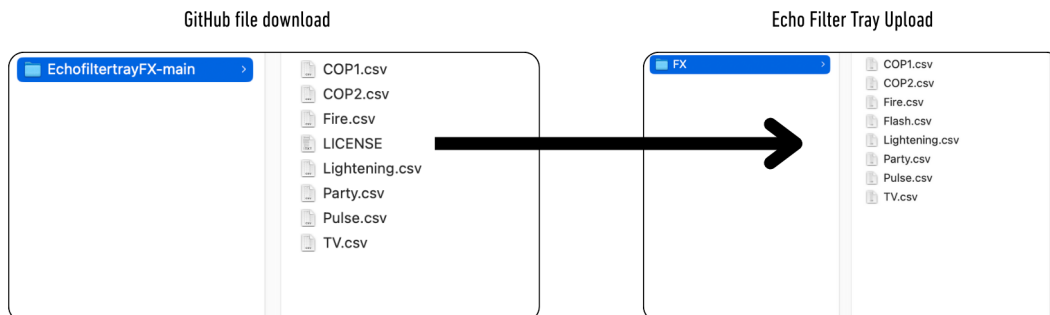 GitHub file download
EchofiltertrayFX-main
COP1.csv
COP2.csv
Fire.csv
LICENSE
Lightening.csv
Party.csv
Pulse.csv
TV.csv
Echo Filter Tray Upload
FX
COP1.csv
COP2.csv
Fire.csv
Flash.csv
Lightening.csv
Party.csv
Pulse.csv
TV.csv